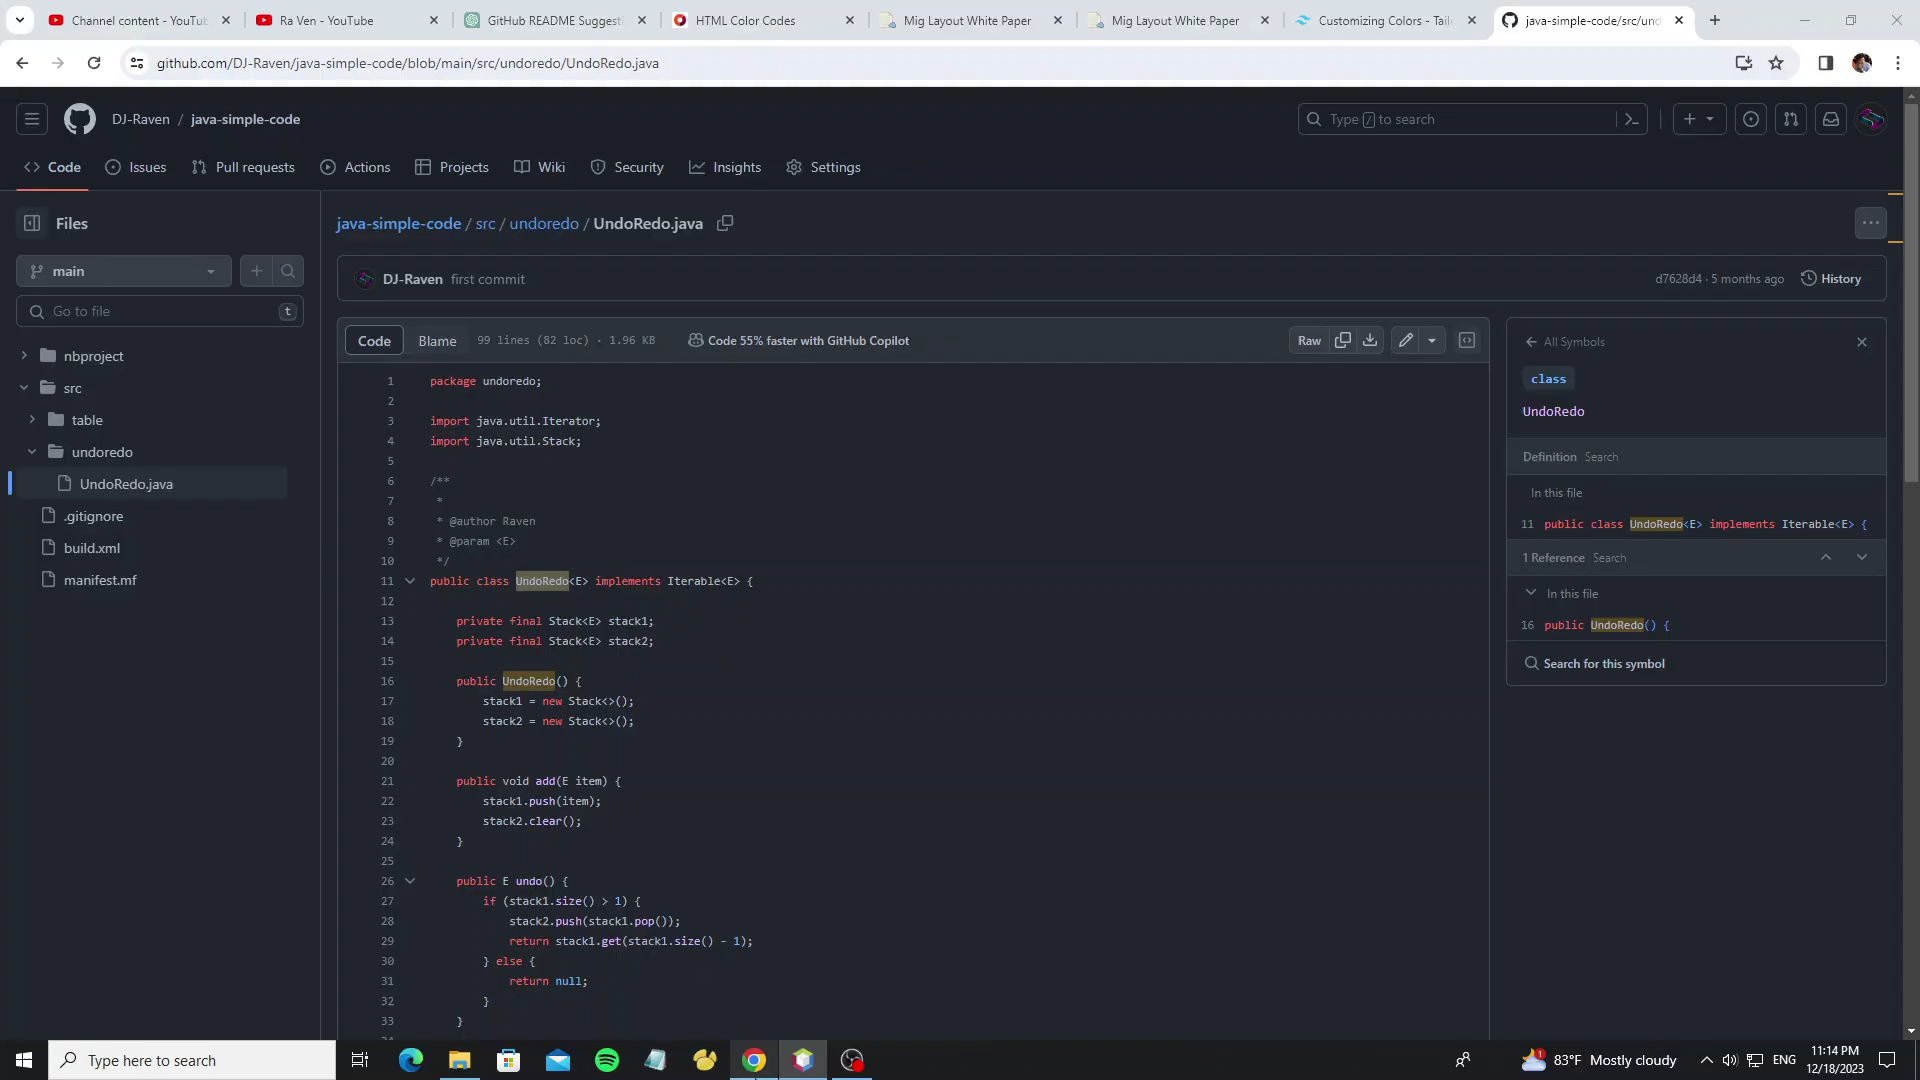 Channel content - YouTub
Ra Ven - YouTube
GitHub README Suggesti
HTML Color Codes
Mig Layout White Paper
Mig Layout White Paper
Customizing Colors - Tail
java-simple-code/src/und
github.com/DJ-Raven/java-simple-code/blob/main/src/undoredo/UndoRedo.java
DJ-Raven / java-simple-code
Type / to search
Code
Issues
Pull requests
Actions
Projects
Wiki
Security
Insights
Settings
Files
main
Go to file
t
nbproject
src
table
undoredo
UndoRedo.java
.gitignore
build.xml
manifest.mf
java-simple-code / src / undoredo / UndoRedo.java
DJ-Raven first commit
d7628d4 · 5 months ago
History
Code
Blame
99 lines (82 loc) · 1.96 KB
Code 55% faster with GitHub Copilot
Raw
1 package undoredo;
2
3 import java.util.Iterator;
4 import java.util.Stack;
5
6 /**
7 *
8 * @author Raven
9 * @param <E>
10 */
11 public class UndoRedo<E> implements Iterable<E> {
12
13 private final Stack<E> stack1;
14 private final Stack<E> stack2;
15
16 public UndoRedo() {
17 stack1 = new Stack<>();
18 stack2 = new Stack<>();
19 }
20
21 public void add(E item) {
22 stack1.push(item);
23 stack2.clear();
24 }
25
26 public E undo() {
27 if (stack1.size() > 1) {
28 stack2.push(stack1.pop());
29 return stack1.get(stack1.size() - 1);
30 } else {
31 return null;
32 }
33 }
All Symbols
class
UndoRedo
Definition Search
In this file
11 public class UndoRedo<E> implements Iterable<E> {
1 Reference Search
In this file
16 public UndoRedo() {
Search for this symbol
Type here to search
1
83°F Mostly cloudy
ENG
11:14 PM
12/18/2023